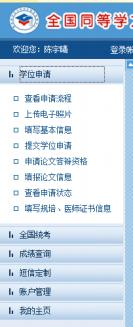 全国同等学
欢迎您：陈宇曦
登录帐
学位申请
查看申请流程
上传电子照片
填写基本信息
提交学位申请
申请论文答辩资格
填报论文信息
查看申请状态
填写规培、医师证书信息
全国统考
成绩查询
短信定制
账户管理
我的主页